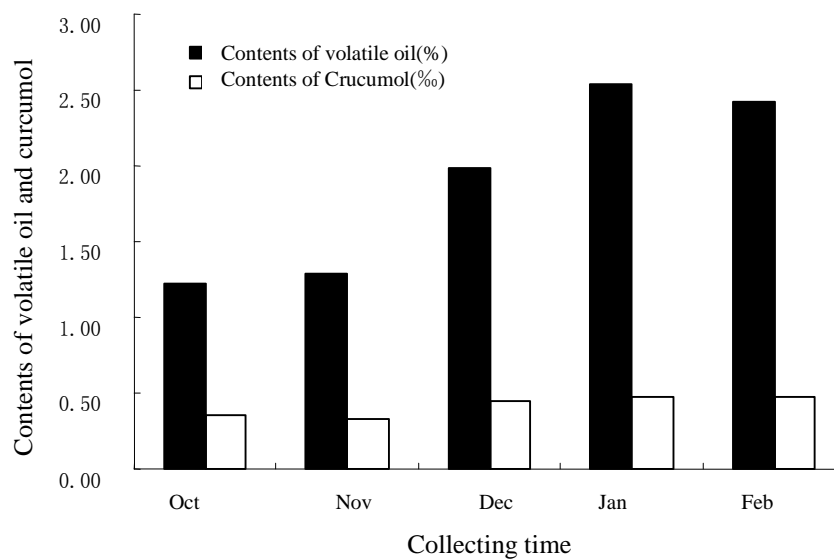 3.00
Contents of volatile oil(%)
Contents of Crucumol(‰)
2.50
2.00
1.50
1.00
0.50
0.00
Contents of volatile oil and curcumol
Oct Nov Dec Jan Feb
Collecting time